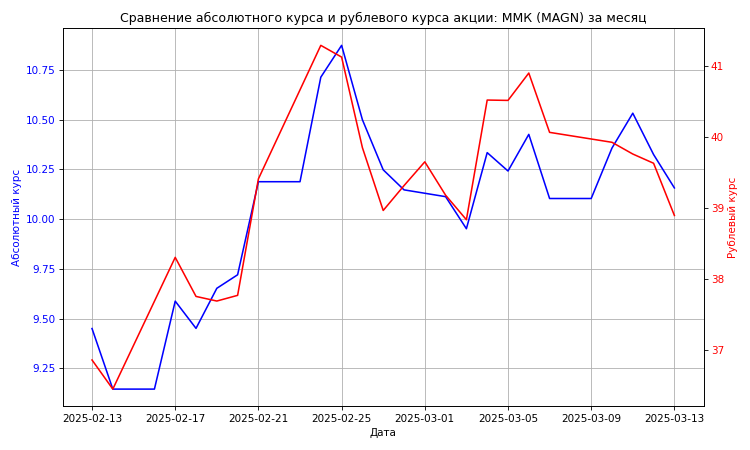 Сравнение абсолютного курса и рублевого курса акции: ММК (MAGN) за месяц
Абсолютный курс
10.75
10.50
10.25
10.00
9.75
9.50
9.25
41
40
39
38
37
Рублевый курс
2025-02-13 2025-02-17 2025-02-21 2025-02-25 2025-03-01 2025-03-05 2025-03-09 2025-03-13
Дата